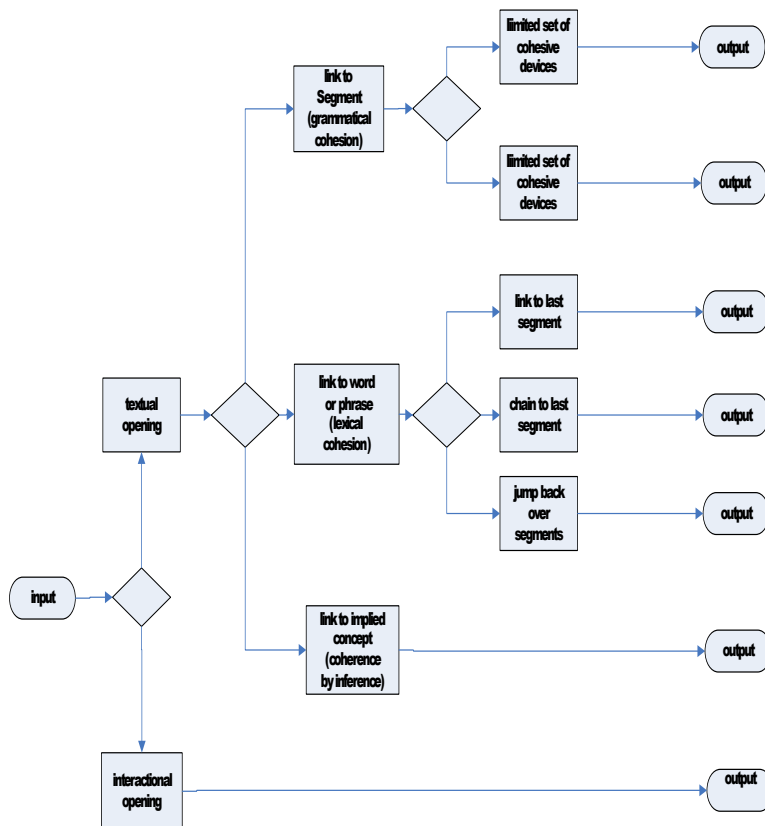 limited set of
cohesive
devices
output
link to
Segment
(grammatical
cohesion)
limited set of
cohesive
devices
output
link to last
segment
output
textual
opening
link to word
or phrase
(lexical
cohesion)
chain to last
segment
output
jump back
over
segments
output
input
link to implied
concept
(coherence
by inference)
output
interactional
opening
output